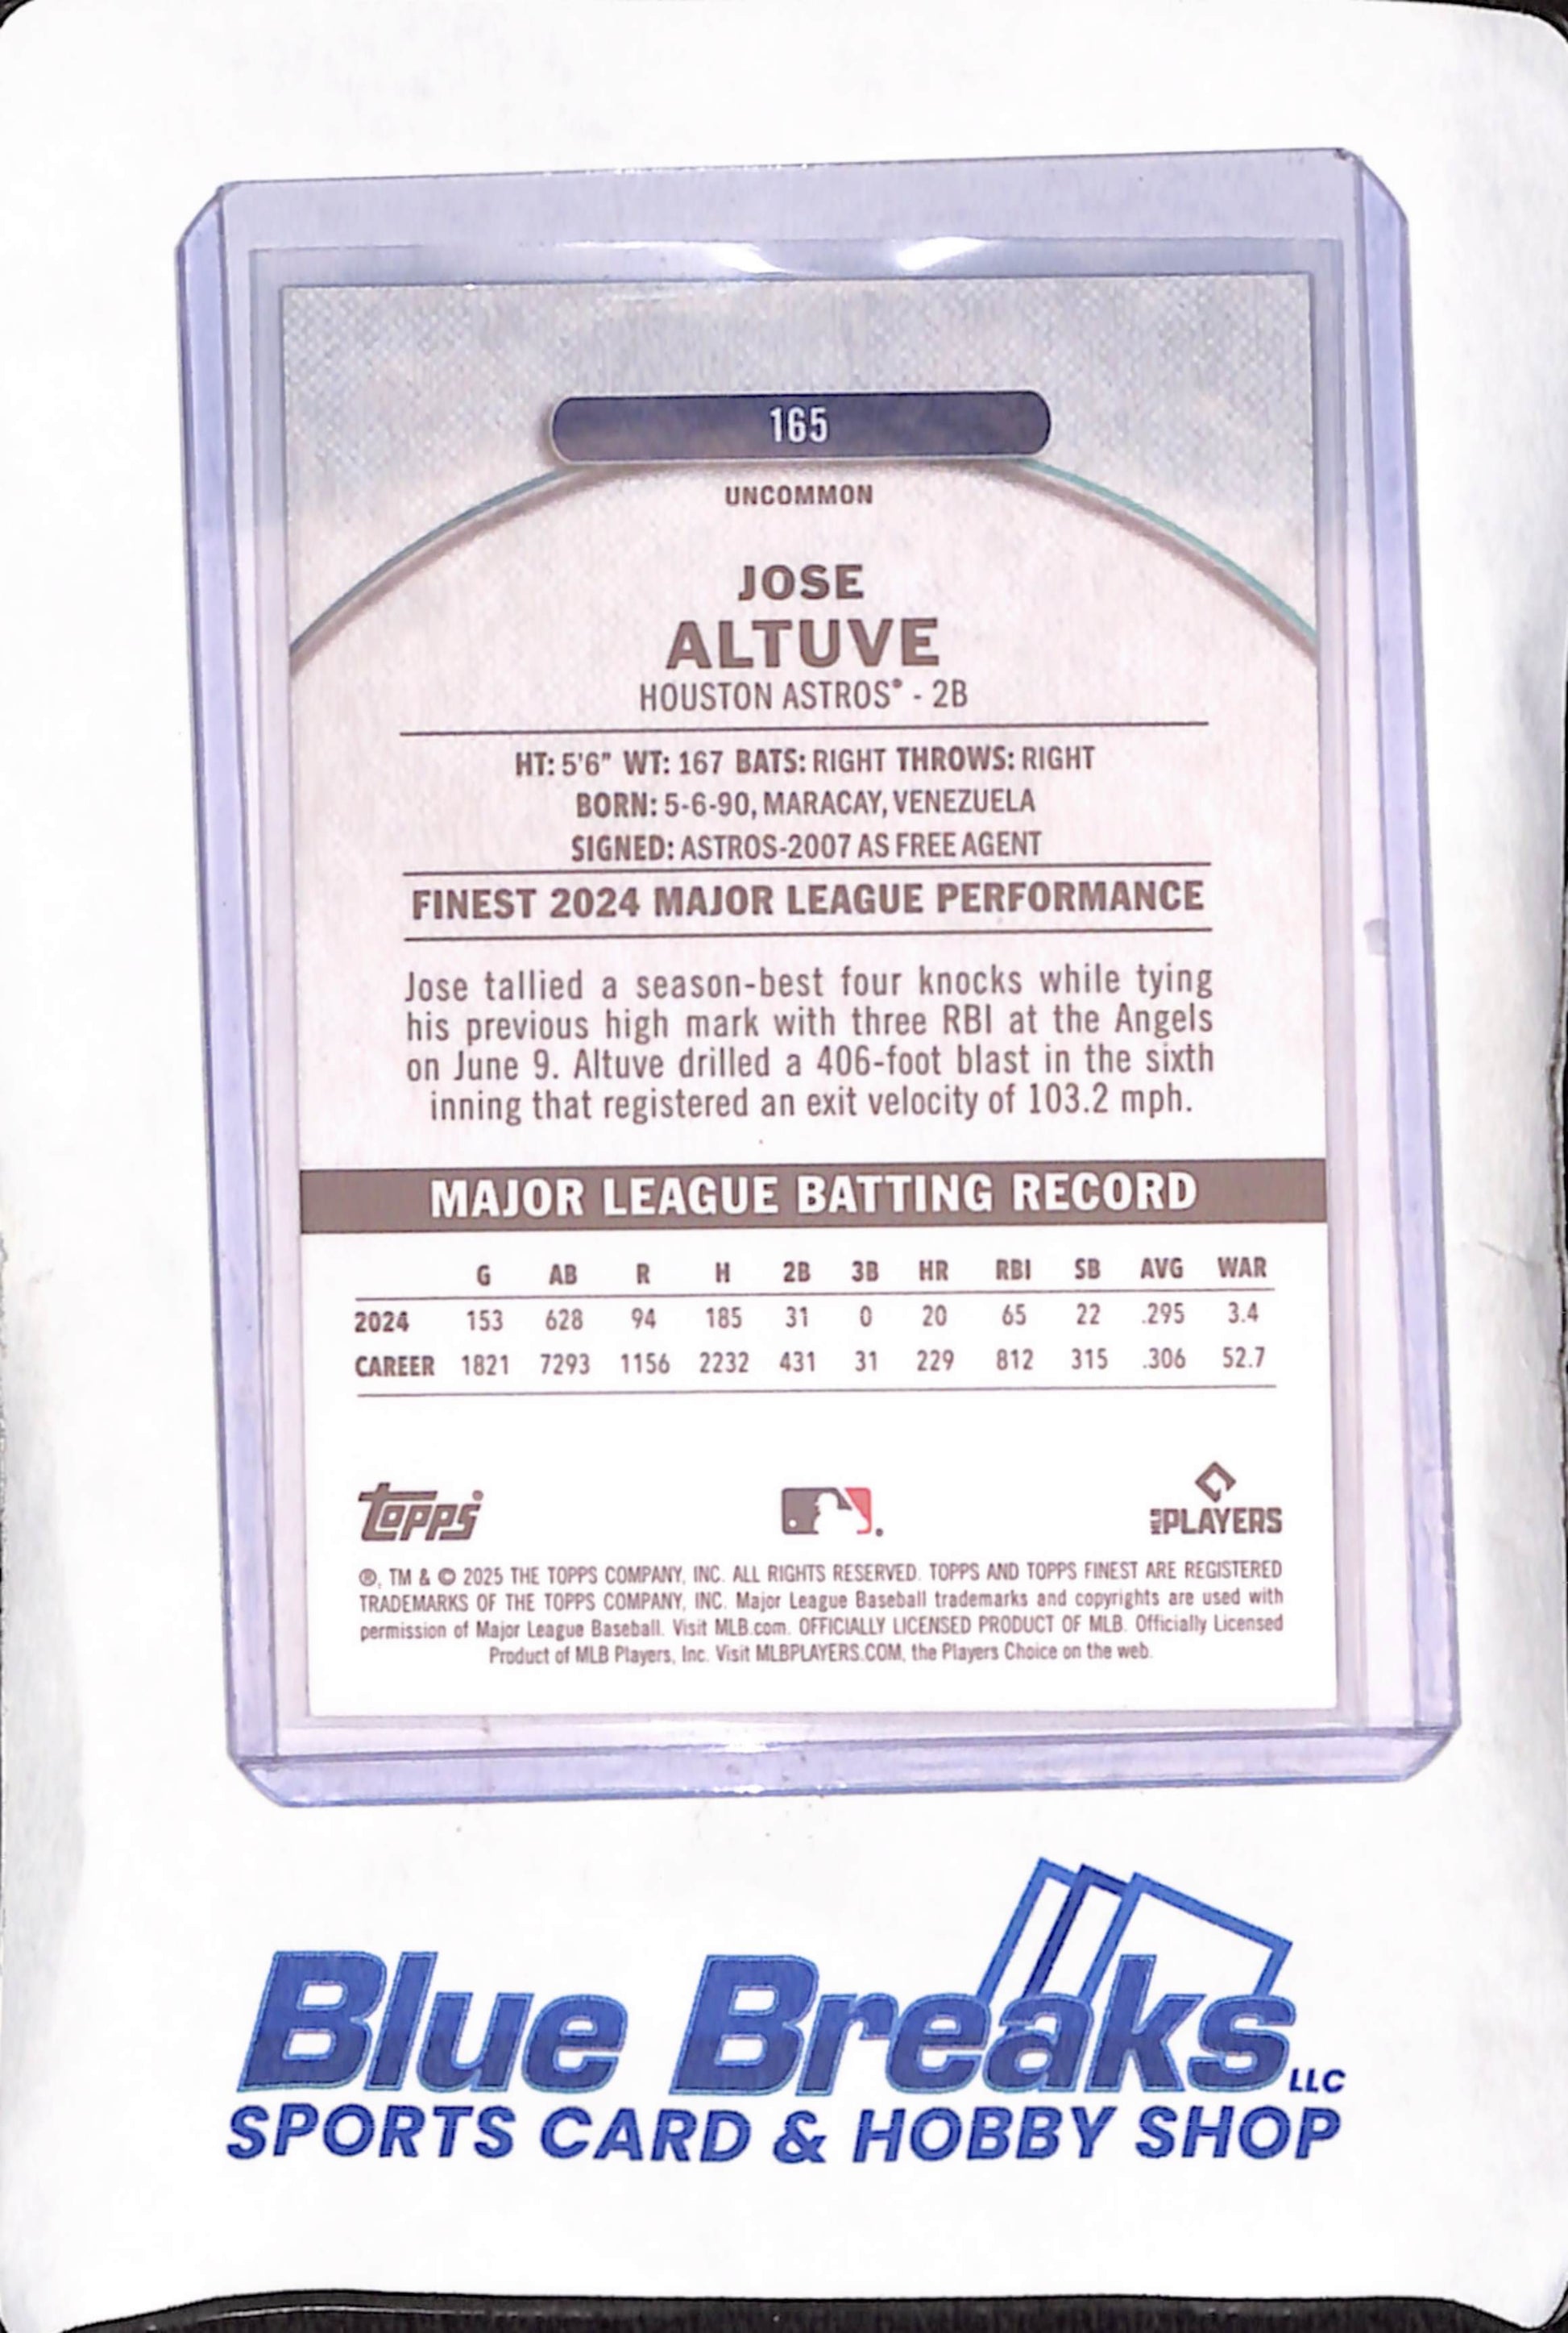 165
UNCOMMON
JOSE
ALTUVE
HOUSTON ASTROS® - 2B
HT: 5'6" WT: 167 BATS: RIGHT THROWS: RIGHT
BORN: 5-6-90, MARACAY, VENEZUELA
SIGNED: ASTROS-2007 AS FREE AGENT
FINEST 2024 MAJOR LEAGUE PERFORMANCE
Jose tallied a season-best four knocks while tying
his previous high mark with three RBI at the Angels
on June 9. Altuve drilled a 406-foot blast in the sixth
inning that registered an exit velocity of 103.2 mph.
MAJOR LEAGUE BATTING RECORD
G AB R H 2B 3B HR RBI SB AVG WAR
2024 153 628 94 185 31 0 20 65 22 .295 3.4
CAREER 1821 7293 1156 2232 431 31 229 812 315 .306 52.7
topps
PLAYERS
®, TM & © 2025 THE TOPPS COMPANY, INC. ALL RIGHTS RESERVED. TOPPS AND TOPPS FINEST ARE REGISTERED
TRADEMARKS OF THE TOPPS COMPANY, INC. Major League Baseball trademarks and copyrights are used with
permission of Major League Baseball. Visit MLB.com. OFFICIALLY LICENSED PRODUCT OF MLB. Officially Licensed
Product of MLB Players, Inc. Visit MLBPLAYERS.COM, the Players Choice on the web.
Blue Breaks LLC
SPORTS CARD & HOBBY SHOP